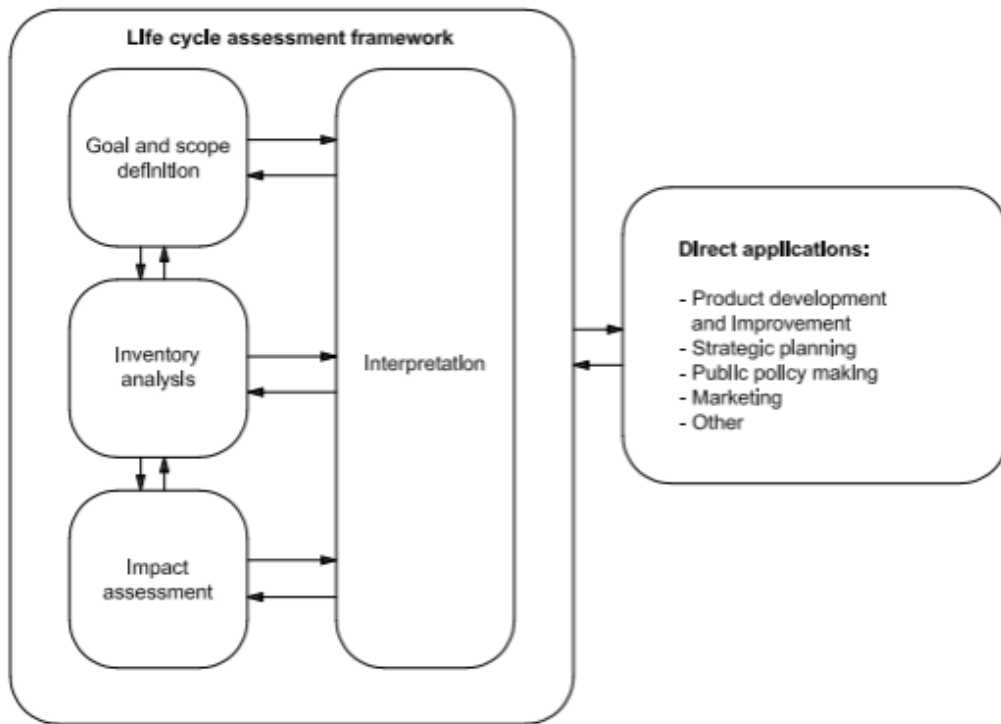 Life cycle assessment framework
Goal and scope
definition
Inventory
analysis
Impact
assessment
Interpretation
Direct applications:
- Product development
and Improvement
- Strategic planning
- Public policy making
- Marketing
- Other